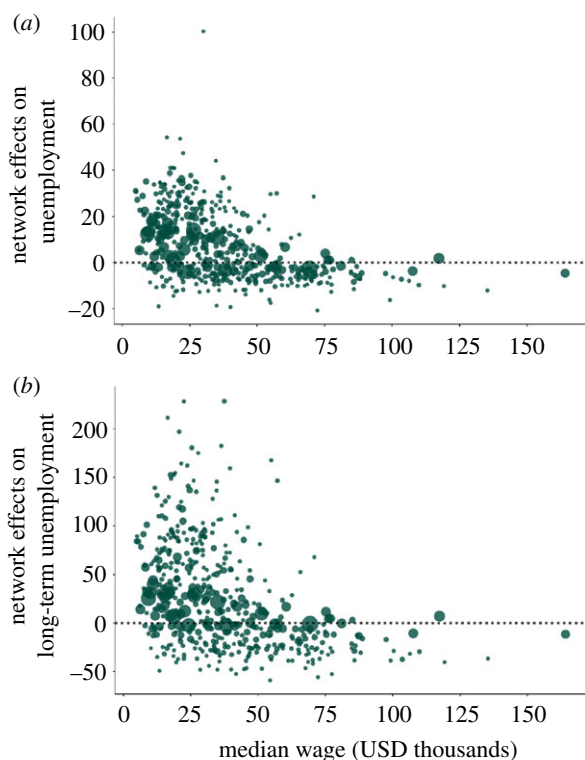 (a)
network effects on
unemployment
100
80
60
40
20
0
−20
0 25 50 75 100 125 150
(b)
network effects on
long-term unemployment
200
150
100
50
0
−50
0 25 50 75 100 125 150
median wage (USD thousands)